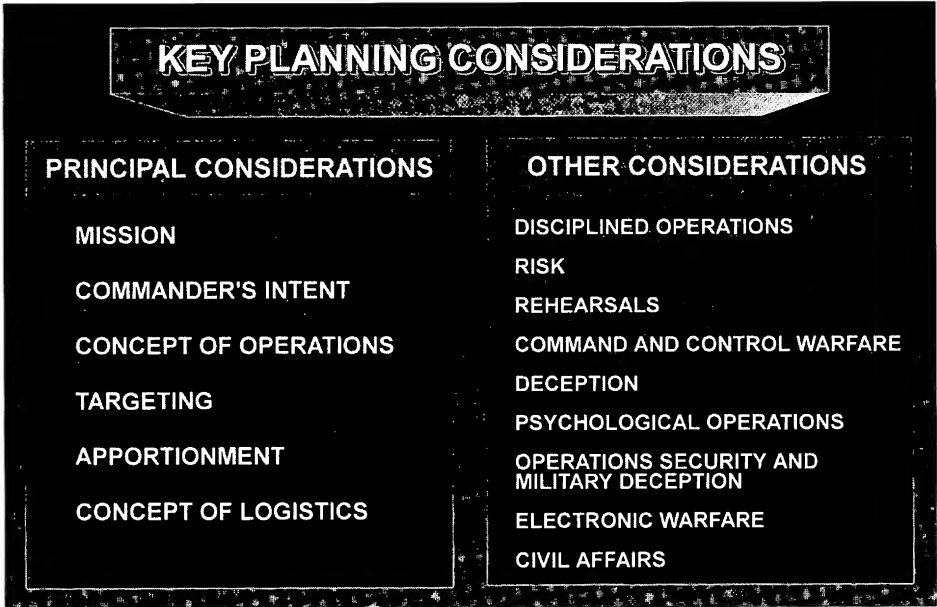 KEY PLANNING CONSIDERATIONS
PRINCIPAL CONSIDERATIONS
MISSION
COMMANDER'S INTENT
CONCEPT OF OPERATIONS
TARGETING
APPORTIONMENT
CONCEPT OF LOGISTICS
OTHER CONSIDERATIONS
DISCIPLINED OPERATIONS
RISK
REHEARSALS
COMMAND AND CONTROL WARFARE
DECEPTION
PSYCHOLOGICAL OPERATIONS
OPERATIONS SECURITY AND
MILITARY DECEPTION
ELECTRONIC WARFARE
CIVIL AFFAIRS